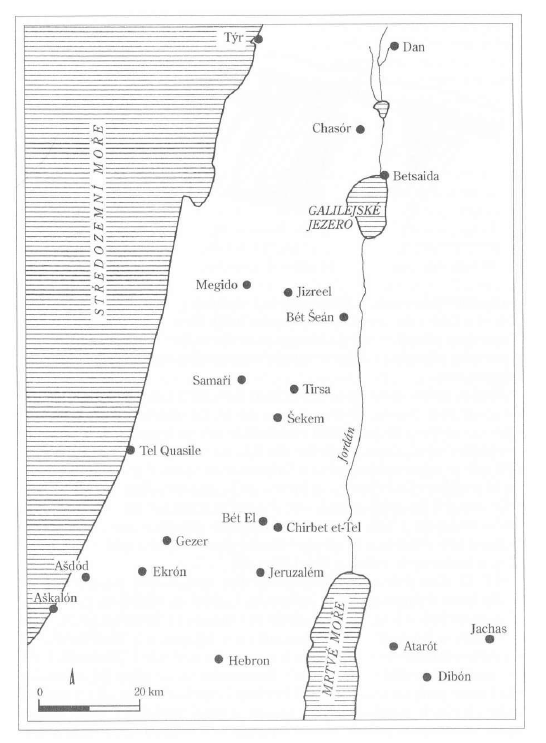 Týr
Dan
Chasór
Betsaida
STŘEDOZEMNÍ MOŘE
GALILEJSKÉ
JEZERO
Megido
Jizreel
Bét Šeán
Samaří
Tirsa
Šekem
Jordán
Tel Quasile
Bét El
Chirbet et-Tel
Gezer
Ašdód
Ekrón
Jeruzalém
Aškalón
MRTVÉ MOŘE
Jachas
Atarót
Hebron
Dibón
0 20 km